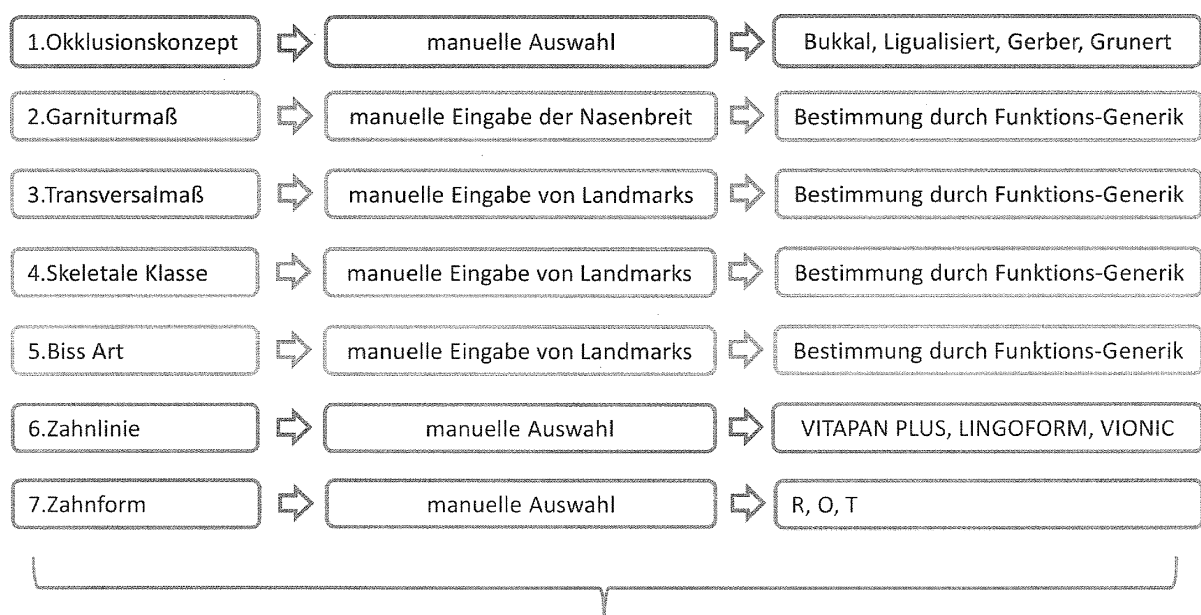 1.Okklusionskonzept manuelle Auswahl Bukkal, Ligualisiert, Gerber, Grunert
2.Garniturmaß manuelle Eingabe der Nasenbreit Bestimmung durch Funktions-Generik
3.Transversalmaß manuelle Eingabe von Landmarks Bestimmung durch Funktions-Generik
4.Skeletale Klasse manuelle Eingabe von Landmarks Bestimmung durch Funktions-Generik
5.Biss Art manuelle Eingabe von Landmarks Bestimmung durch Funktions-Generik
6.Zahnlinie manuelle Auswahl VITAPAN PLUS, LINGOFORM, VIONIC
7.Zahnform manuelle Auswahl R, O, T